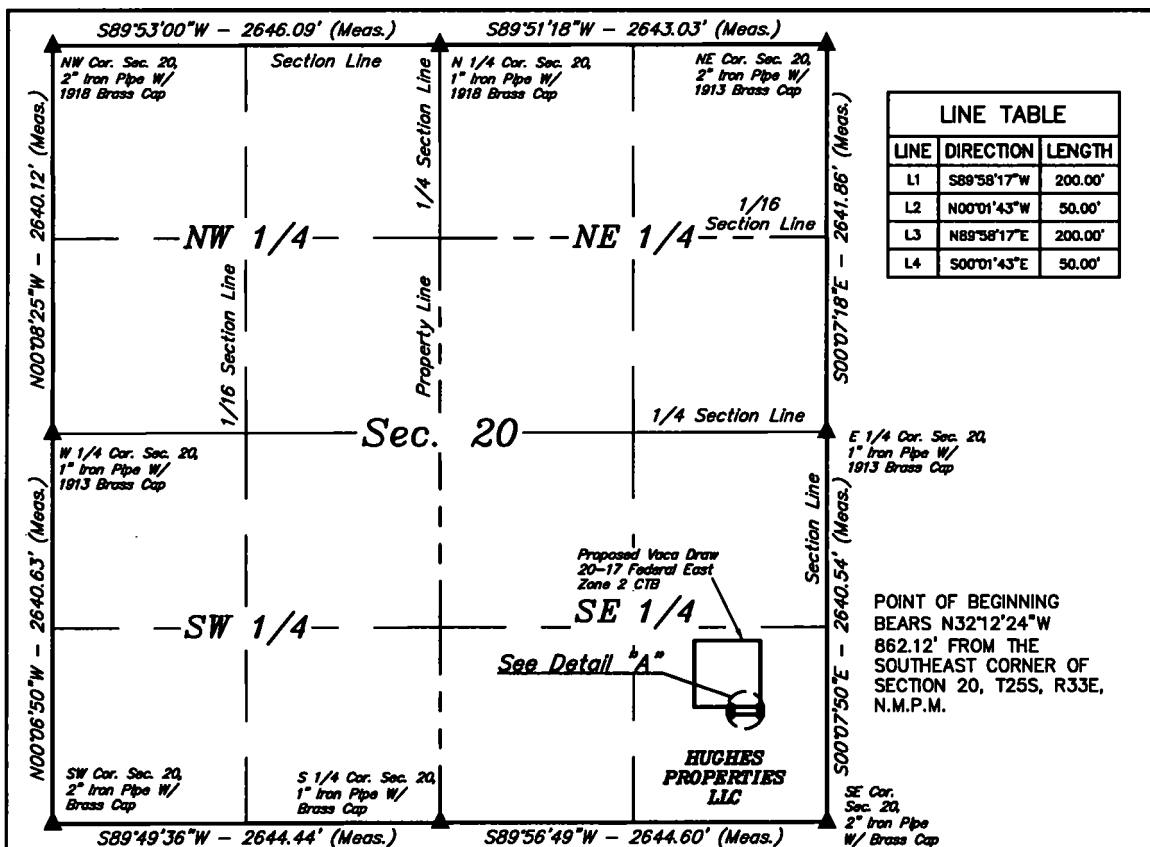 S89°53'00"W – 2646.09' (Meas.)
S89°51'18"W – 2643.03' (Meas.)
NW Cor. Sec. 20,
2" Iron Pipe W/
1918 Brass Cap
Section Line
N 1/4 Cor. Sec. 20,
1" Iron Pipe W/
1918 Brass Cap
NE Cor. Sec. 20,
2" Iron Pipe W/
1913 Brass Cap
N00°08'25"W – 2640.12' (Meas.)
1/4 Section Line
S00°07'18"E – 2641.86' (Meas.)
LINE TABLE
LINE DIRECTION LENGTH
L1 S89°58'17"W 200.00'
L2 N00°01'43"W 50.00'
L3 N89°58'17"E 200.00'
L4 S00°01'43"E 50.00'
NW 1/4
NE 1/4
1/16
Section Line
1/16 Section Line
Property Line
Sec. 20
1/4 Section Line
W 1/4 Cor. Sec. 20,
1" Iron Pipe W/
1913 Brass Cap
E 1/4 Cor. Sec. 20,
1" Iron Pipe W/
1913 Brass Cap
Section Line
N00°06'50"W – 2640.63' (Meas.)
S00°07'50"E – 2640.54' (Meas.)
Proposed Vaca Draw
20-17 Federal East
Zone 2 CTB
SW 1/4
SE 1/4
See Detail "A"
POINT OF BEGINNING
BEARS N32°12'24"W
862.12' FROM THE
SOUTHEAST CORNER OF
SECTION 20, T25S, R33E,
N.M.P.M.
HUGHES
PROPERTIES
LLC
SW Cor. Sec. 20,
2" Iron Pipe W/
Brass Cap
S 1/4 Cor. Sec. 20,
1" Iron Pipe W/
Brass Cap
SE Cor.
Sec. 20,
2" Iron Pipe
W/ Brass Cap
S89°49'36"W – 2644.44' (Meas.)
S89°56'49"W – 2644.60' (Meas.)